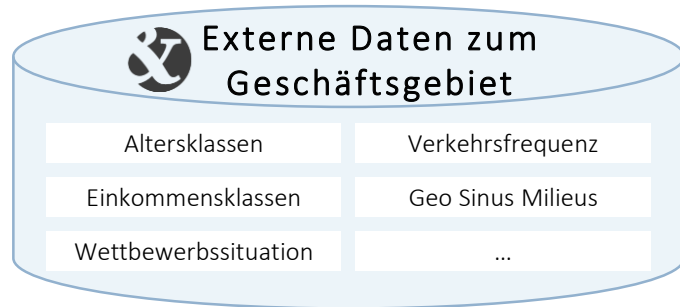 &
Externe Daten zum
Geschäftsgebiet
Altersklassen
Verkehrsfrequenz
Einkommensklassen
Geo Sinus Milieus
Wettbewerbssituation
...